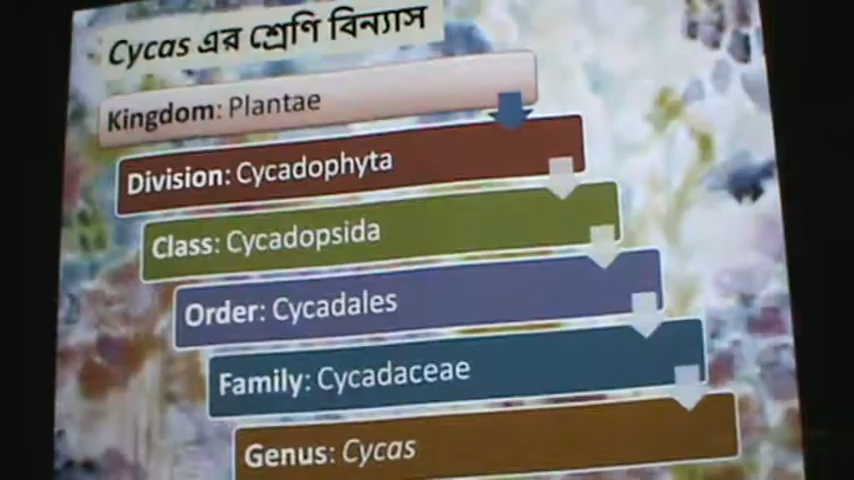 Cycas এর শ্রেণি বিন্যাস
Kingdom: Plantae
Division: Cycadophyta
Class: Cycadopsida
Order: Cycadales
Family: Cycadaceae
Genus: Cycas